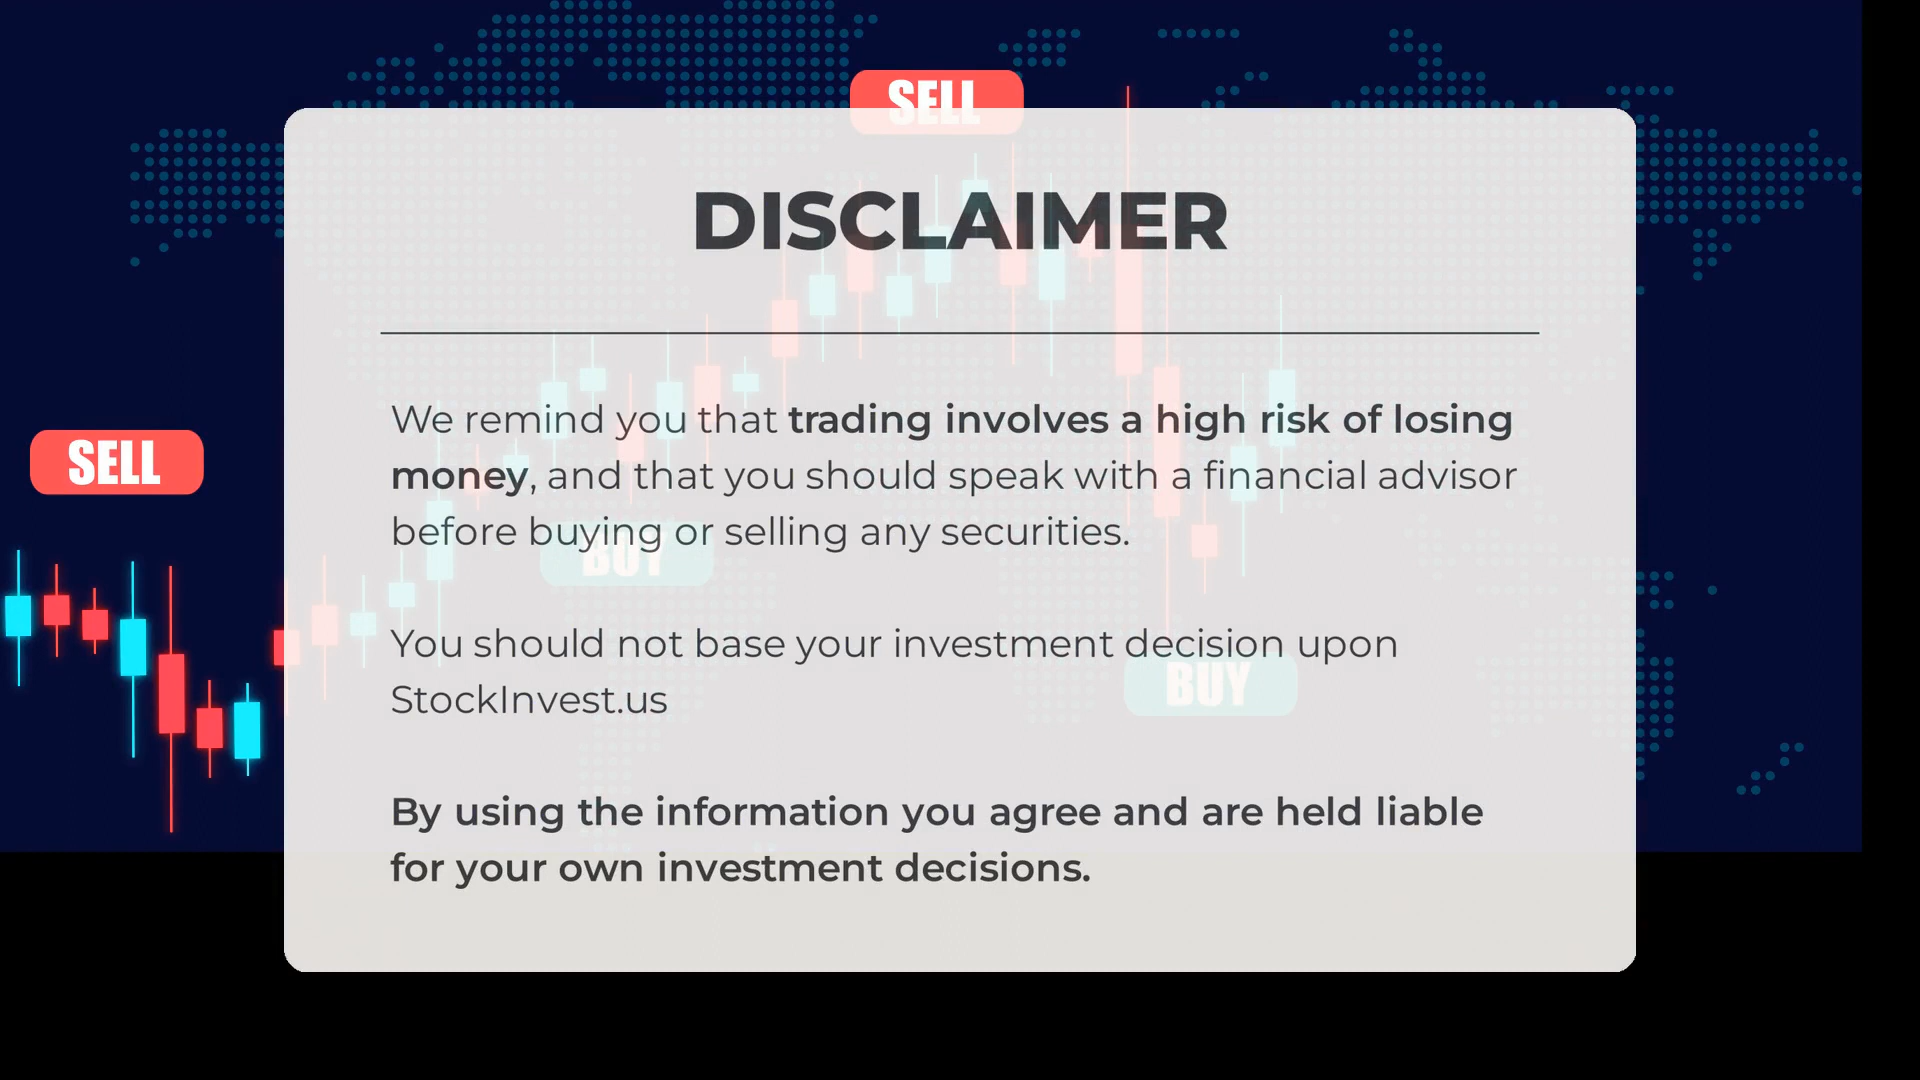 SELL
DISCLAIMER
We remind you that trading involves a high risk of losing
money, and that you should speak with a financial advisor
before buying or selling any securities.
SELL
BUY
You should not base your investment decision upon
StockInvest.us
BUY
By using the information you agree and are held liable
for your own investment decisions.